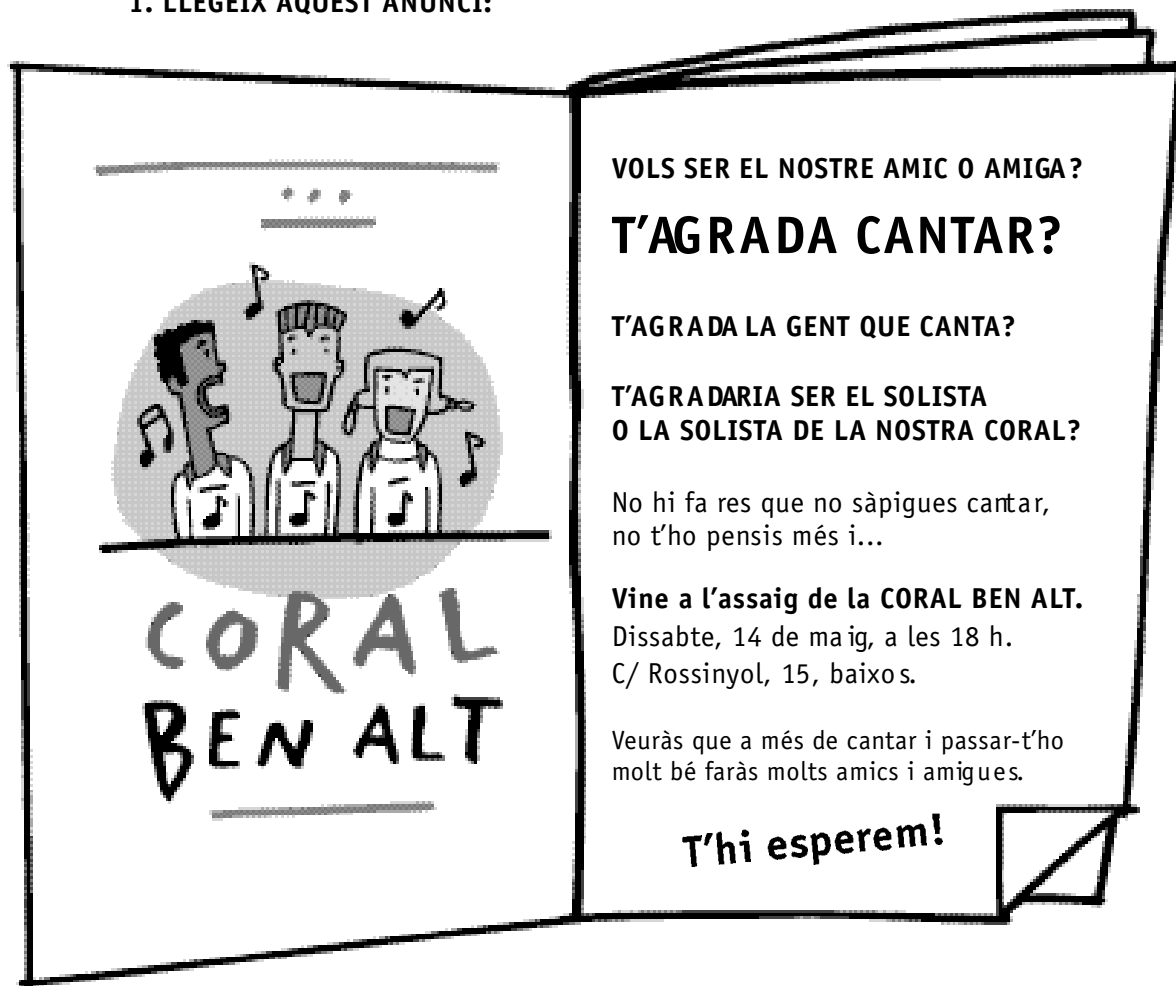 1. LLEGEIX AQUEST ANUNCI:
CORAL
BEN ALT
VOLS SER EL NOSTRE AMIC O AMIGA?
T'AGRADA CANTAR?
T'AGRADA LA GENT QUE CANTA?
T'AGRADARIA SER EL SOLISTA
O LA SOLISTA DE LA NOSTRA CORAL?
No hi fa res que no sàpigues cantar,
no t'ho pensis més i...
Vine a l'assaig de la CORAL BEN ALT.
Dissabte, 14 de maig, a les 18 h.
C/ Rossinyol, 15, baixos.
Veuràs que a més de cantar i passar-t'ho
molt bé faràs molts amics i amigues.
T'hi esperem!